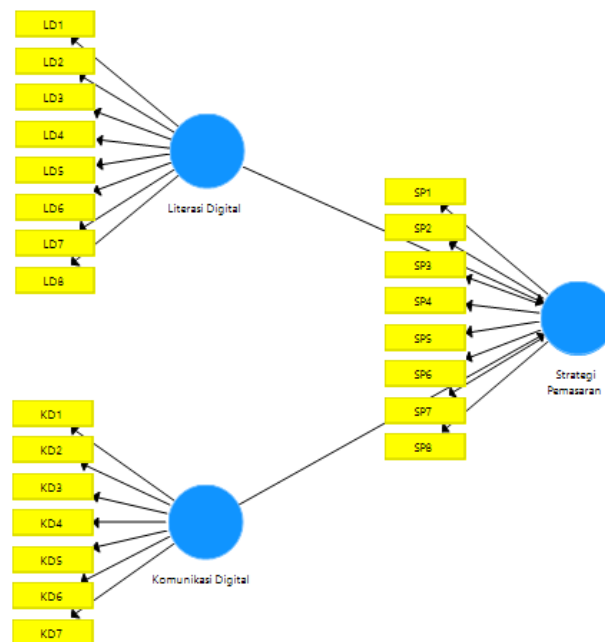 LD1
LD2
LD3
LD4
LD5
LD6
LD7
LD8
Literasi Digital
SP1
SP2
SP3
SP4
SP5
SP6
SP7
SP8
Strategi
Pemasaran
KD1
KD2
KD3
KD4
KD5
KD6
KD7
Komunikasi Digital